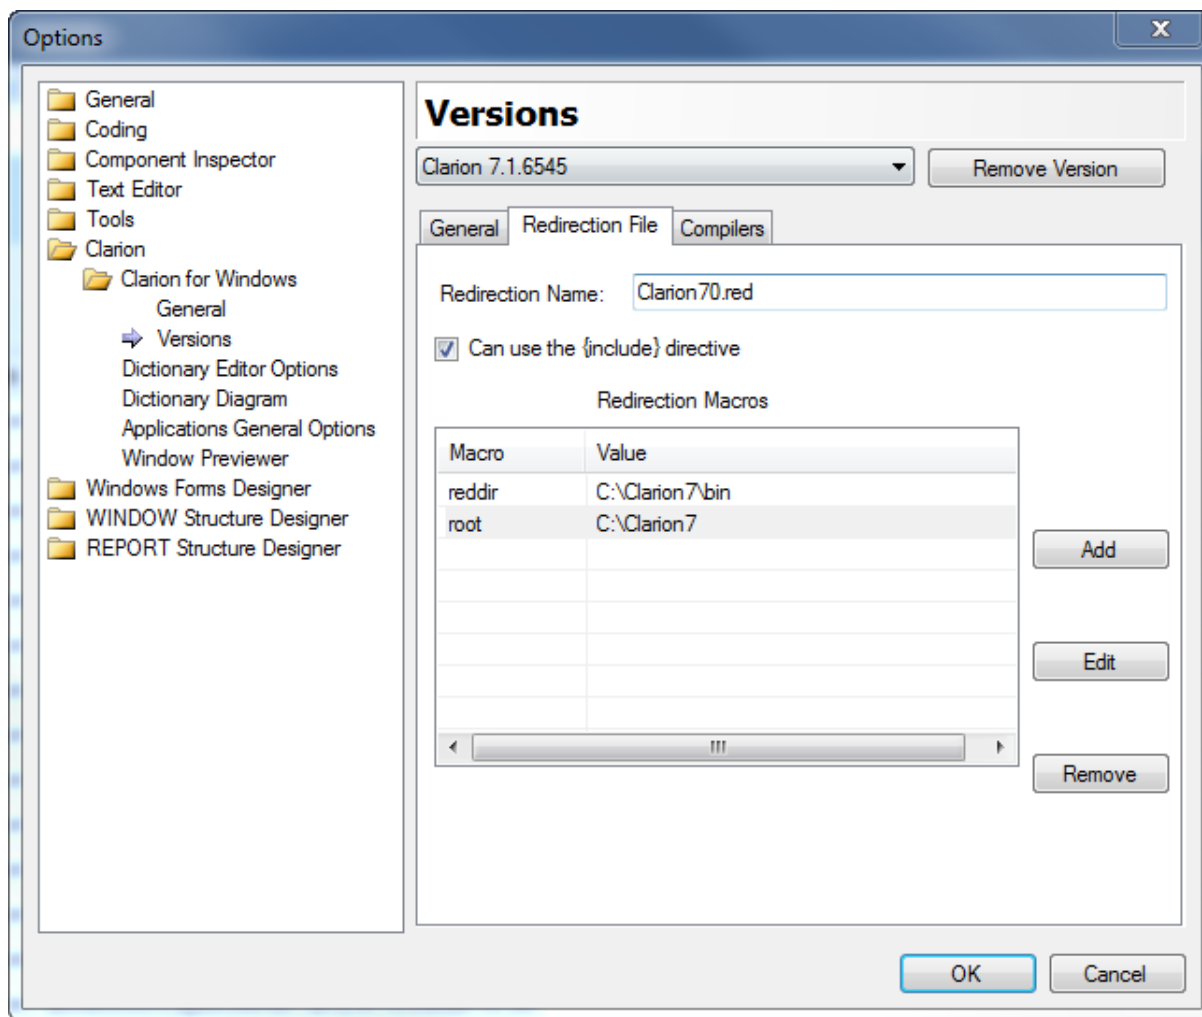 Options
General
Coding
Component Inspector
Text Editor
Tools
Clarion
Clarion for Windows
General
Versions
Dictionary Editor Options
Dictionary Diagram
Applications General Options
Window Previewer
Windows Forms Designer
WINDOW Structure Designer
REPORT Structure Designer
Versions
Clarion 7.1.6545
Remove Version
General Redirection File Compilers
Redirection Name: Clarion70.red
Can use the {include} directive
Redirection Macros
Macro Value
reddir C:\Clarion7\bin
root C:\Clarion7
Add
Edit
Remove
OK Cancel